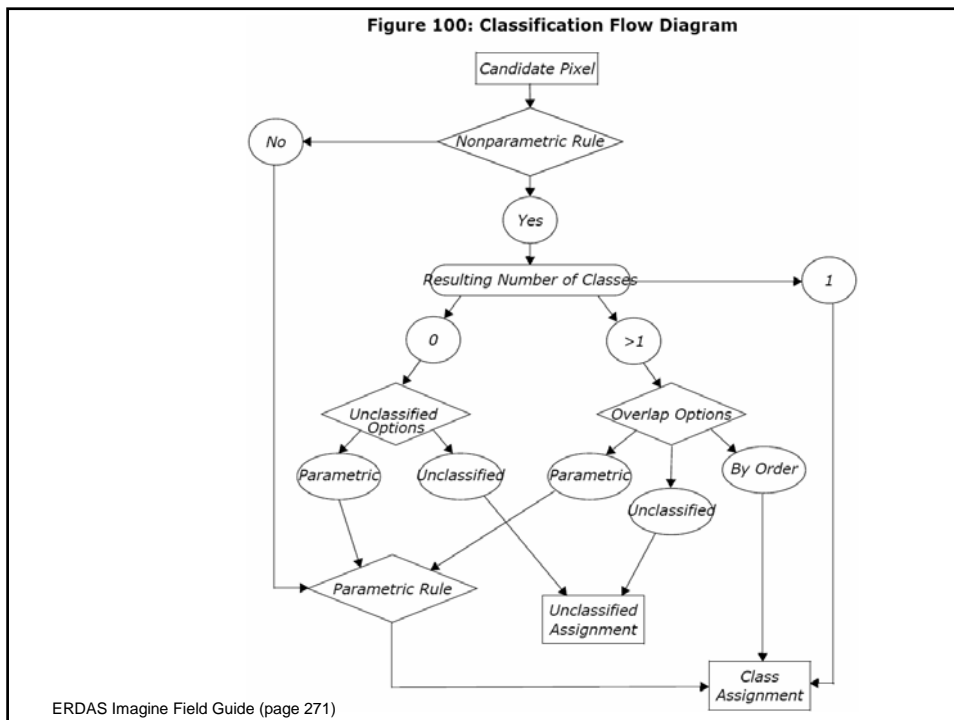 Figure 100: Classification Flow Diagram
Candidate Pixel
No
Nonparametric Rule
Yes
Resulting Number of Classes
1
0
>1
Unclassified
Options
Overlap Options
Parametric
Unclassified
Parametric
By Order
Unclassified
Parametric Rule
Unclassified
Assignment
Class
Assignment
ERDAS Imagine Field Guide (page 271)